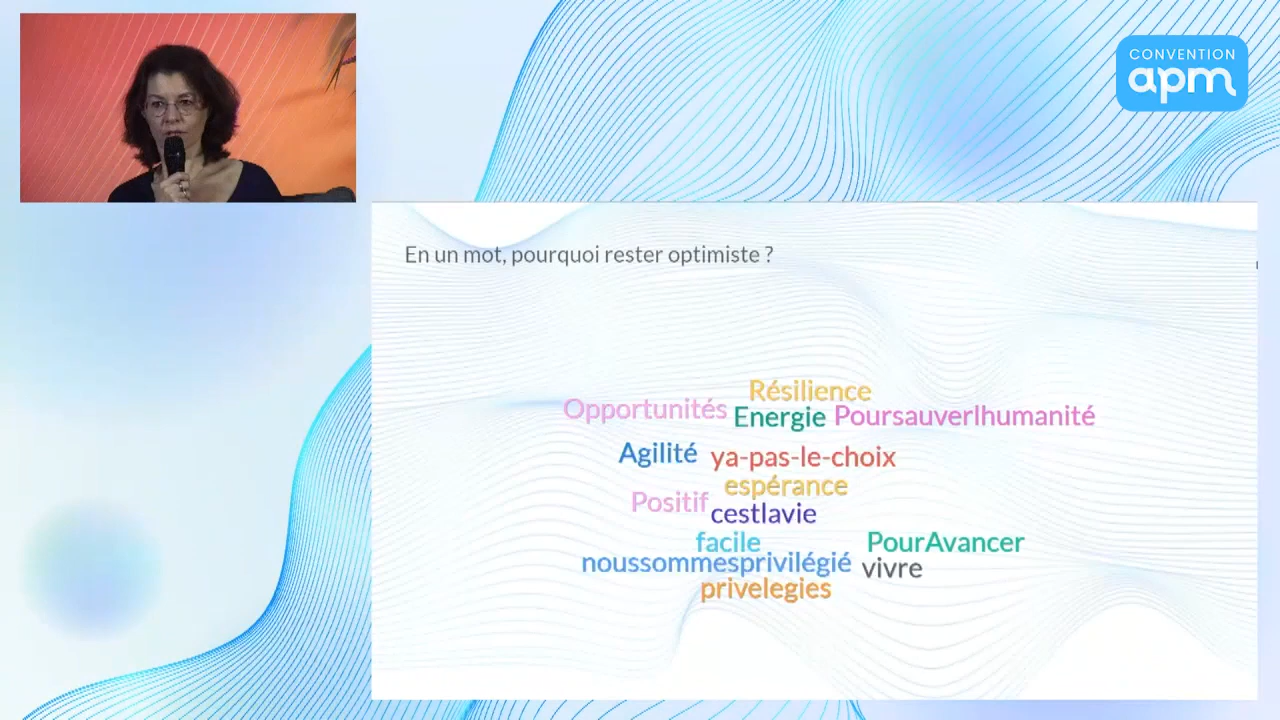 CONVENTION
apm
En un mot, pourquoi rester optimiste ?
Résilience
Opportunités
Energie
Poursauverlhumanité
Agilité
ya-pas-le-choix
espérance
Positif
cestlavie
facile
PourAvancer
noussommesprivilégié
vivre
privelegies